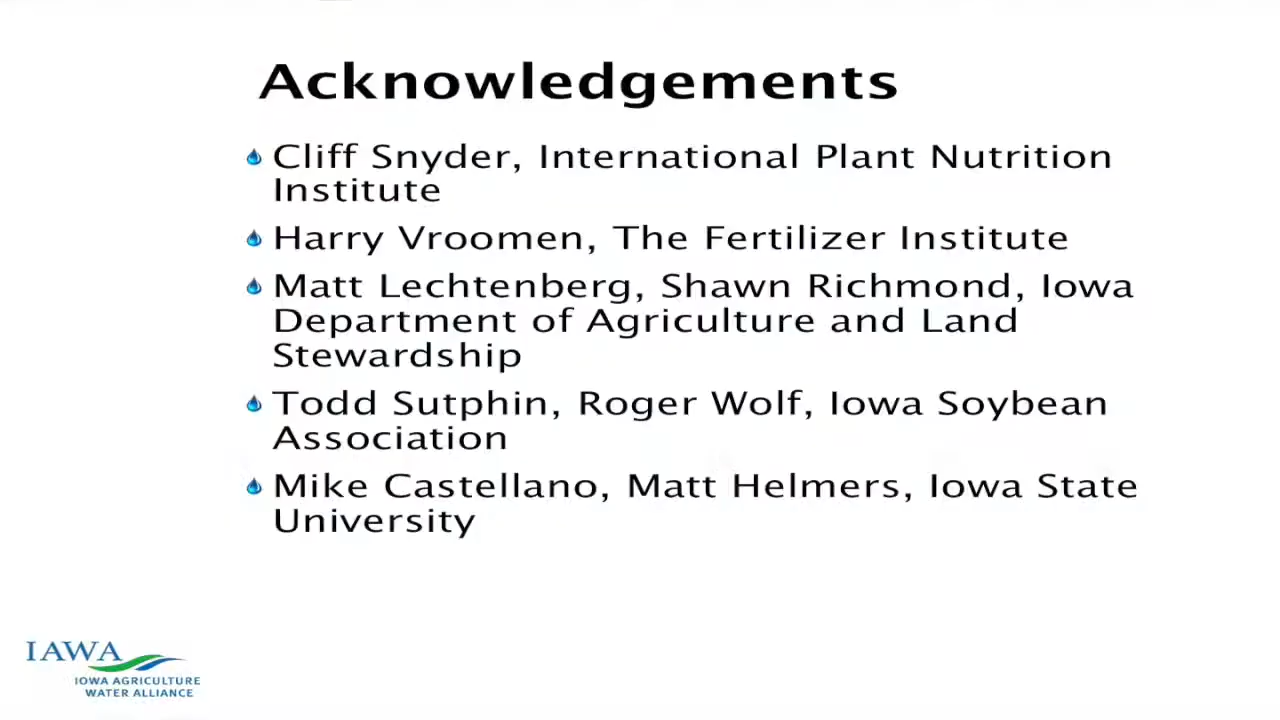 Acknowledgements
Cliff Snyder, International Plant Nutrition
Institute
Harry Vroomen, The Fertilizer Institute
Matt Lechtenberg, Shawn Richmond, Iowa
Department of Agriculture and Land
Stewardship
Todd Sutphin, Roger Wolf, Iowa Soybean
Association
Mike Castellano, Matt Helmers, Iowa State
University
IAWA
IOWA AGRICULTURE
WATER ALLIANCE